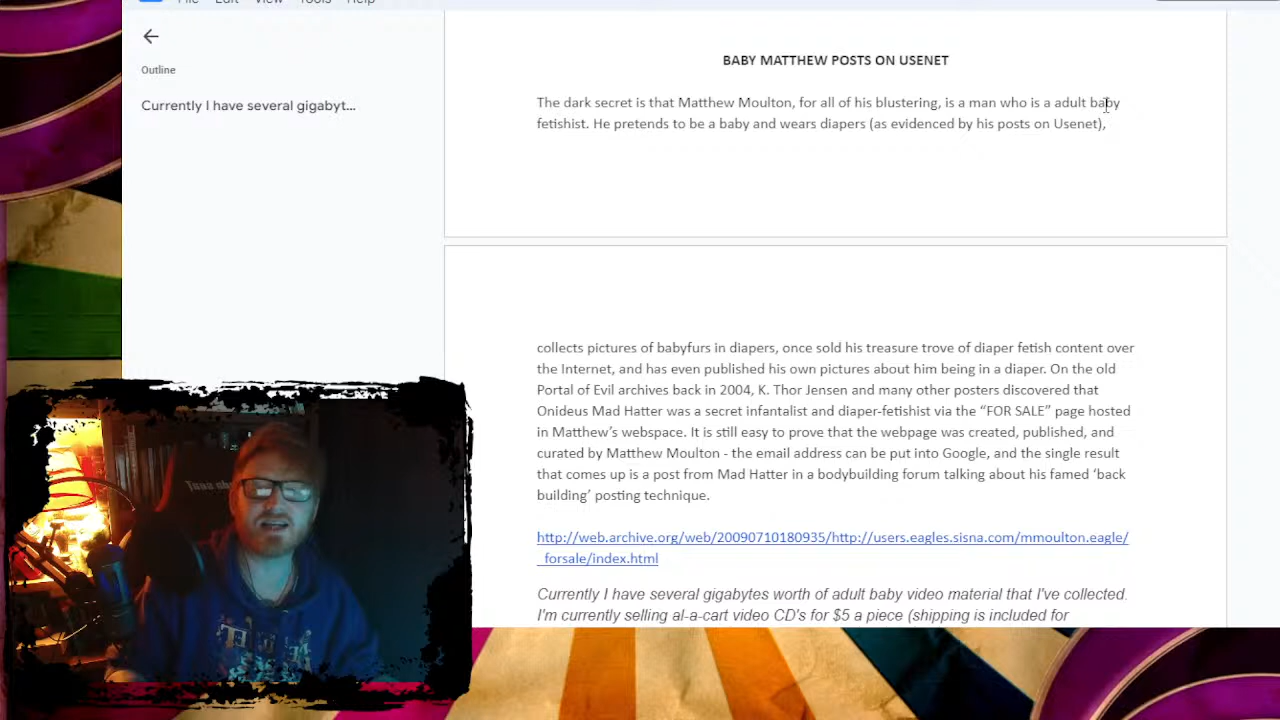 File Edit View Tools Help
Outline
Currently I have several gigabyt...
BABY MATTHEW POSTS ON USENET
The dark secret is that Matthew Moulton, for all of his blustering, is a man who is a adult baby
fetishist. He pretends to be a baby and wears diapers (as evidenced by his posts on Usenet),
collects pictures of babyfurs in diapers, once sold his treasure trove of diaper fetish content over
the Internet, and has even published his own pictures about him being in a diaper. On the old
Portal of Evil archives back in 2004, K. Thor Jensen and many other posters discovered that
Onideus Mad Hatter was a secret infantalist and diaper-fetishist via the “FOR SALE” page hosted
in Matthew’s webspace. It is still easy to prove that the webpage was created, published, and
curated by Matthew Moulton - the email address can be put into Google, and the single result
that comes up is a post from Mad Hatter in a bodybuilding forum talking about his famed ‘back
building’ posting technique.
http://web.archive.org/web/20090710180935/http://users.eagles.sisna.com/mmoulton.eagle/
_forsale/index.html
Currently I have several gigabytes worth of adult baby video material that I've collected.
I'm currently selling al-a-cart video CD's for $5 a piece (shipping is included for